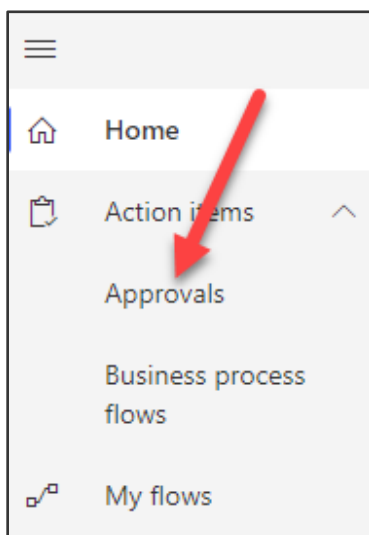 Home
Action items
Approvals
Business process
flows
My flows